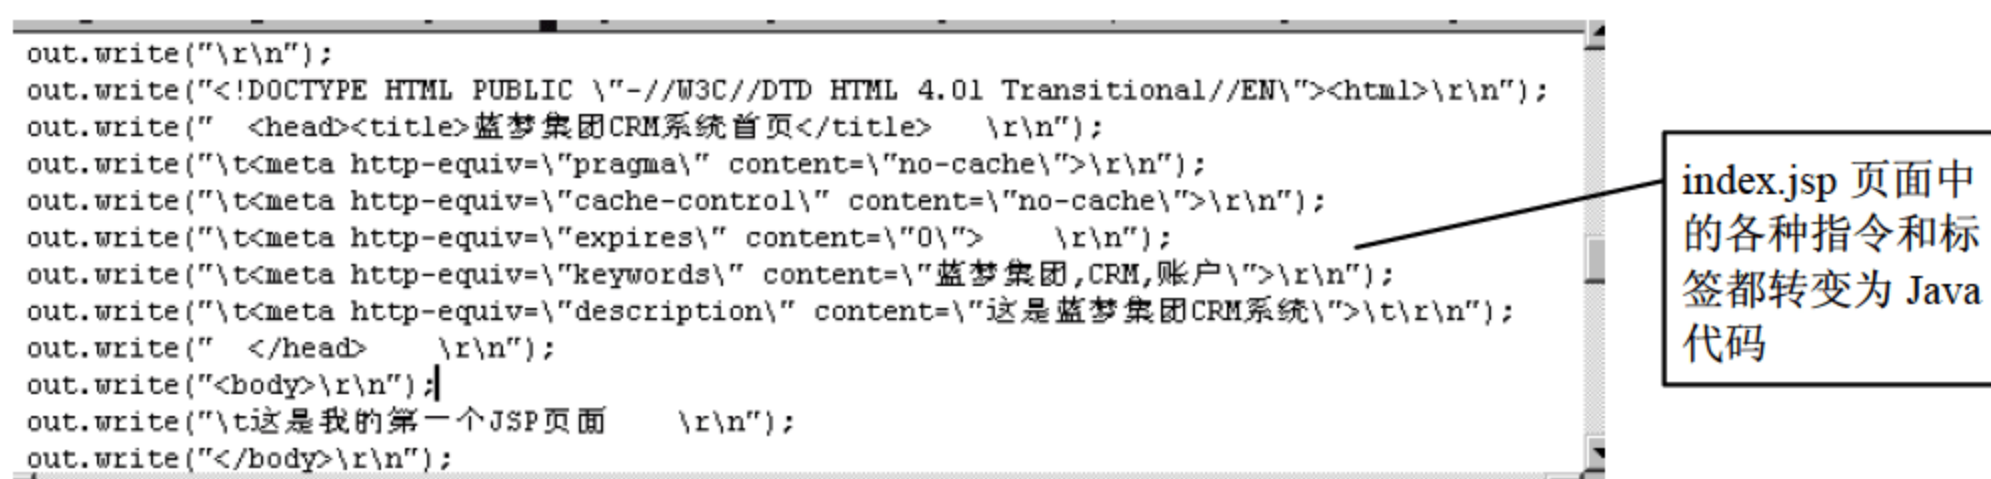 out.write("\r\n");
out.write("<!DOCTYPE HTML PUBLIC \"-//W3C//DTD HTML 4.01 Transitional//EN\"><html>\r\n");
out.write("  <head><title>蓝梦集团CRM系统首页</title>   \r\n");
out.write("\t<meta http-equiv=\"pragma\" content=\"no-cache\">\r\n");
out.write("\t<meta http-equiv=\"cache-control\" content=\"no-cache\">\r\n");
out.write("\t<meta http-equiv=\"expires\" content=\"0\">    \r\n");
out.write("\t<meta http-equiv=\"keywords\" content=\"蓝梦集团,CRM,账户\">\r\n");
out.write("\t<meta http-equiv=\"description\" content=\"这是蓝梦集团CRM系统\">\t\r\n");
out.write("  </head>    \r\n");
out.write("<body>\r\n");
out.write("\t这是我的第一个JSP页面    \r\n");
out.write("</body>\r\n");
index.jsp 页面中
的各种指令和标
签都转变为 Java
代码